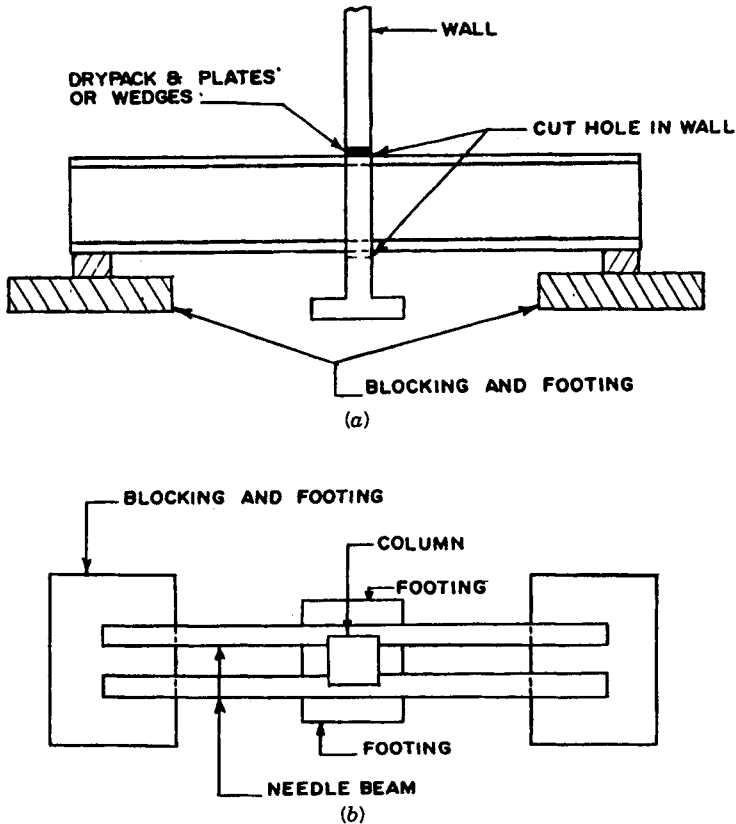 WALL
DRYPACK & PLATES
OR WEDGES
CUT HOLE IN WALL
BLOCKING AND FOOTING
(a)
BLOCKING AND FOOTING
COLUMN
FOOTING
FOOTING
NEEDLE BEAM
(b)